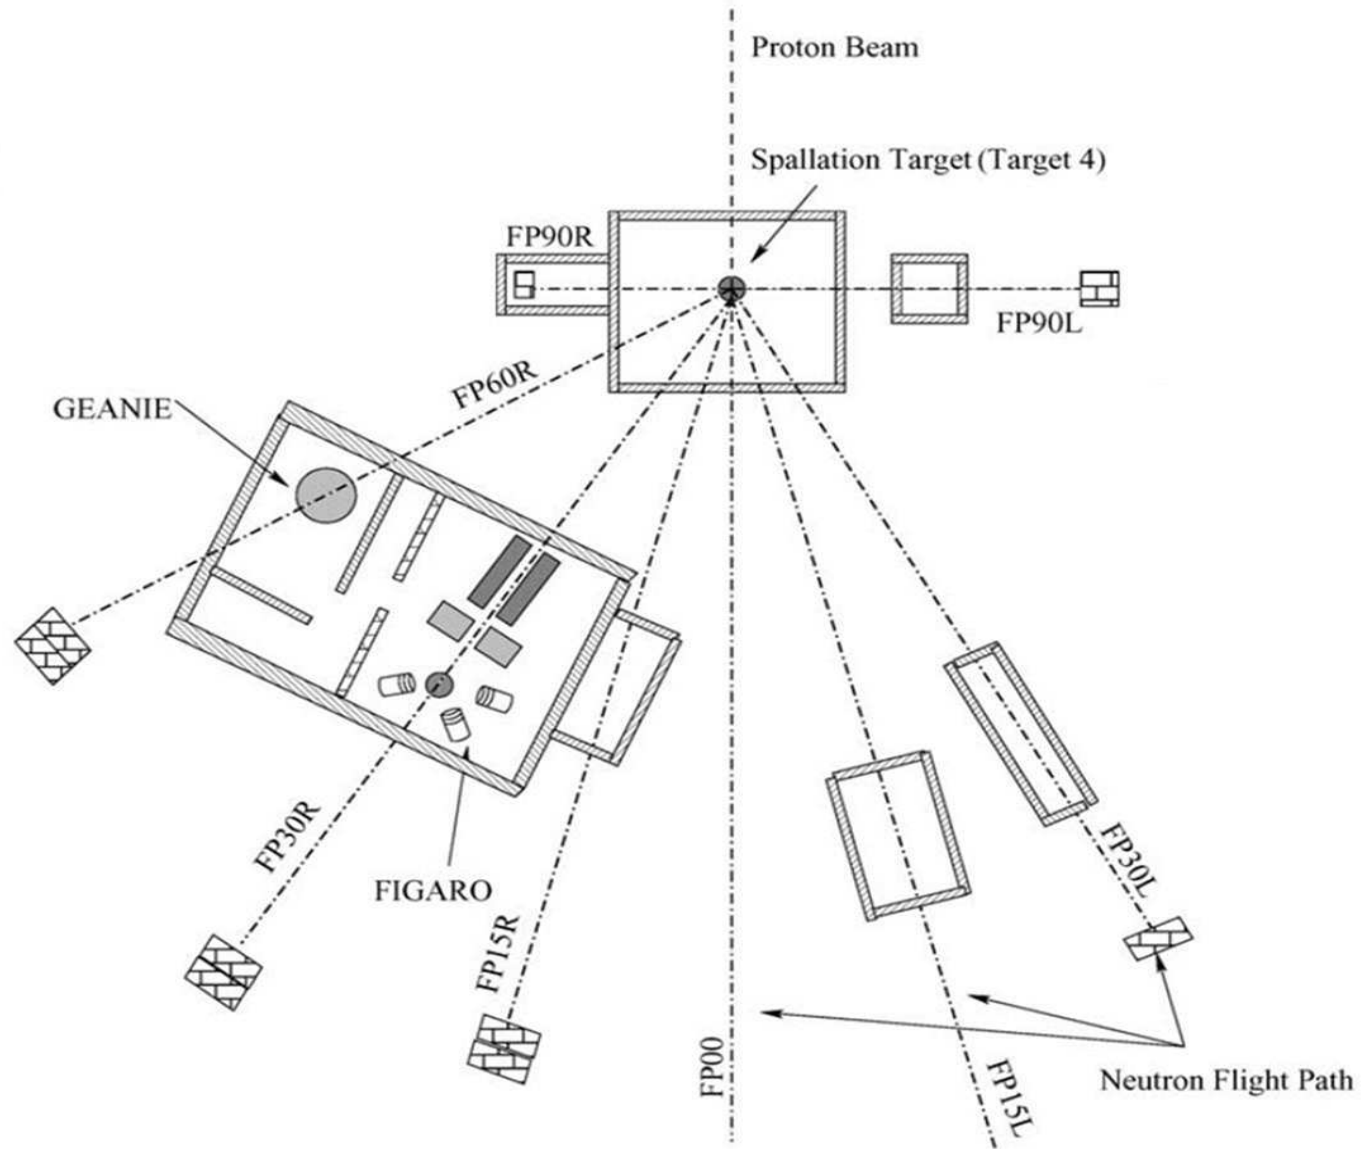 Proton Beam
Spallation Target (Target 4)
FP90R
FP90L
FP60R
GEANIE
FP30R
FIGARO
FP30L
FP15R
FP00
FP15L
Neutron Flight Path